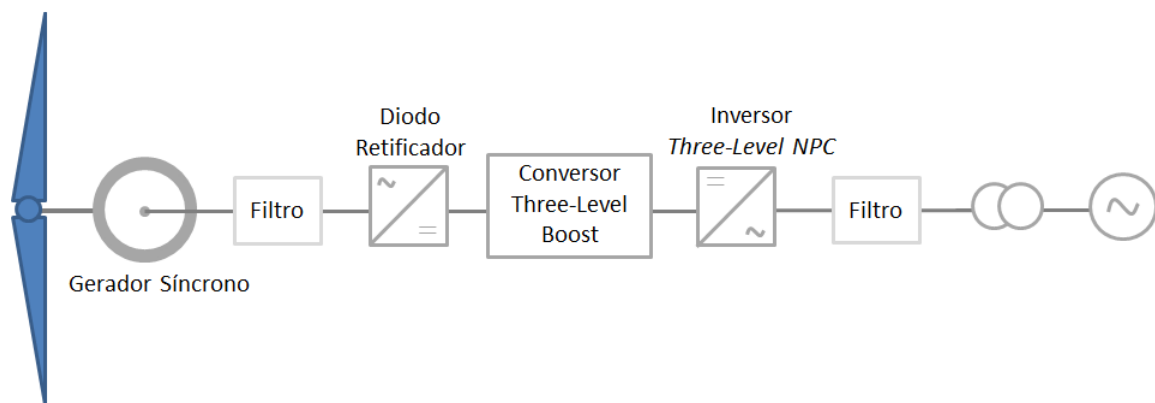 Diodo
Retificador
Inversor
Three-Level NPC
Filtro
Conversor
Three-Level
Boost
Filtro
Gerador Síncrono